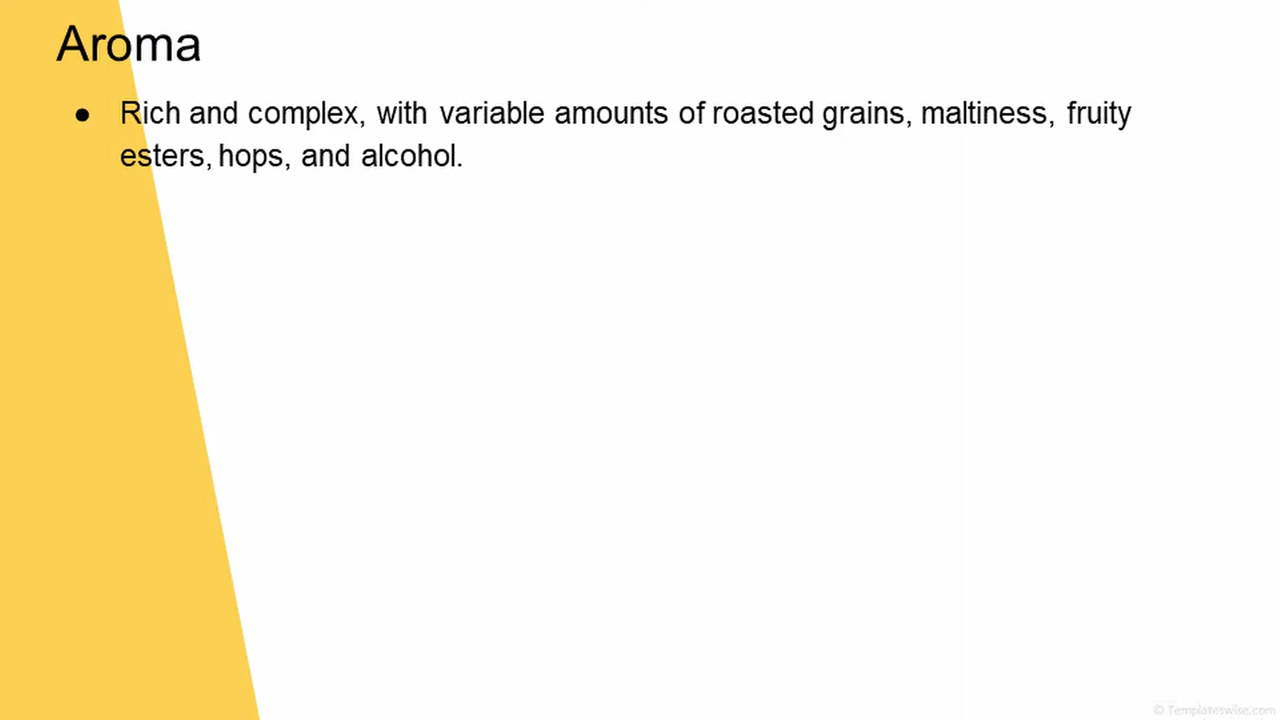 Aroma
● Rich and complex, with variable amounts of roasted grains, maltiness, fruity
esters, hops, and alcohol.
© Templateswise.com